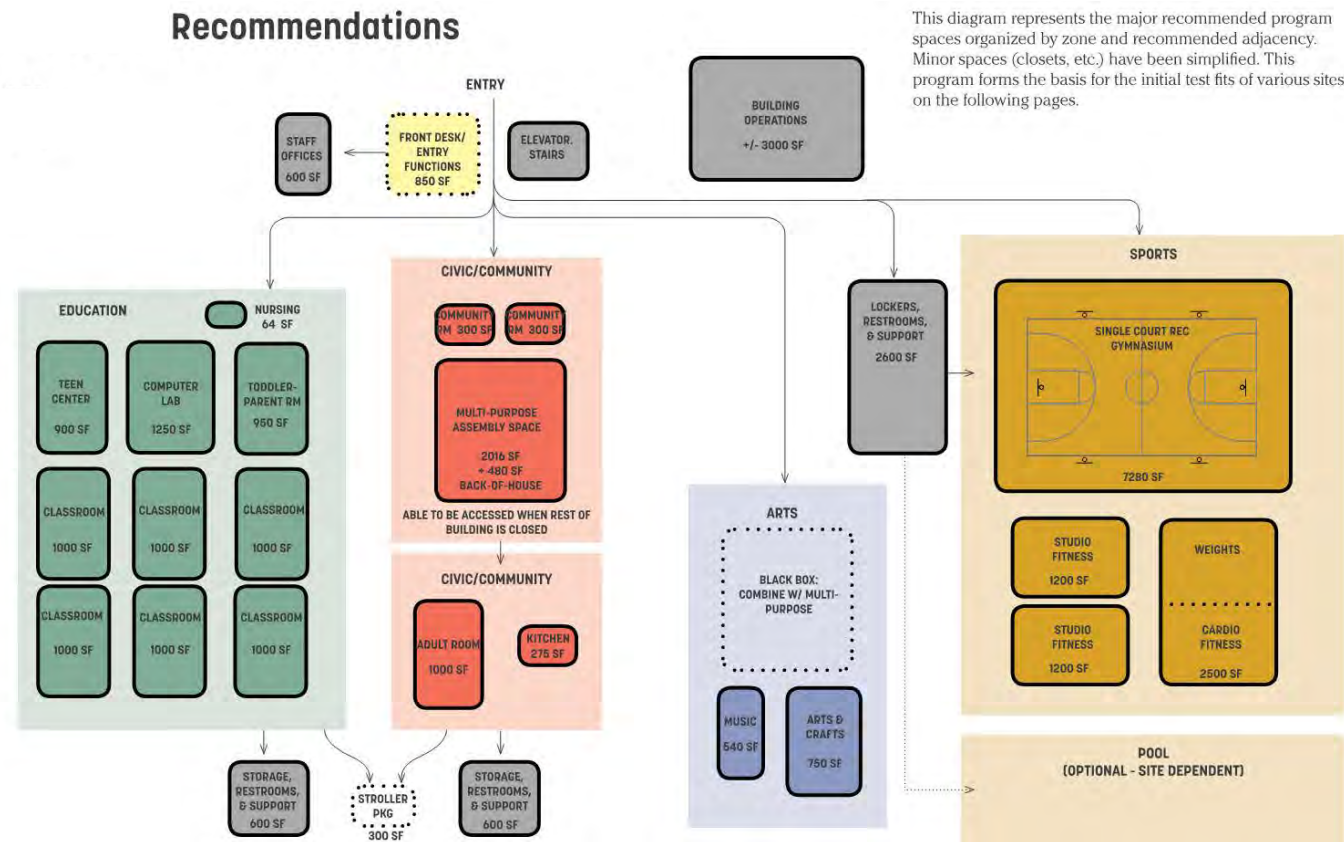 Recommendations
This diagram represents the major recommended program
spaces organized by zone and recommended adjacency.
Minor spaces (closets, etc.) have been simplified. This
program forms the basis for the initial test fits of various sites
on the following pages.
ENTRY
STAFF
OFFICES
600 SF
FRONT DESK/
ENTRY
FUNCTIONS
850 SF
ELEVATOR.
STAIRS
BUILDING
OPERATIONS
+/- 3000 SF
EDUCATION
NURSING
64 SF
TEEN
CENTER
900 SF
COMPUTER
LAB
1250 SF
TODDLER-
PARENT RM
950 SF
CLASSROOM
1000 SF
CLASSROOM
1000 SF
CLASSROOM
1000 SF
CLASSROOM
1000 SF
CLASSROOM
1000 SF
CLASSROOM
1000 SF
CIVIC/COMMUNITY
COMMUNITY
RM 300 SF
COMMUNITY
RM 300 SF
MULTI-PURPOSE
ASSEMBLY SPACE
2016 SF
+ 480 SF
BACK-OF-HOUSE
ABLE TO BE ACCESSED WHEN REST OF
BUILDING IS CLOSED
CIVIC/COMMUNITY
ADULT ROOM
1000 SF
KITCHEN
275 SF
STORAGE,
RESTROOMS,
& SUPPORT
600 SF
STROLLER
PKG
300 SF
STORAGE,
RESTROOMS,
& SUPPORT
600 SF
ARTS
BLACK BOX:
COMBINE W/ MULTI-
PURPOSE
MUSIC
540 SF
ARTS &
CRAFTS
750 SF
LOCKERS,
RESTROOMS,
& SUPPORT
2600 SF
SPORTS
SINGLE COURT REC
GYMNASIUM
7280 SF
STUDIO
FITNESS
1200 SF
STUDIO
FITNESS
1200 SF
WEIGHTS
CARDIO
FITNESS
2500 SF
POOL
(OPTIONAL - SITE DEPENDENT)